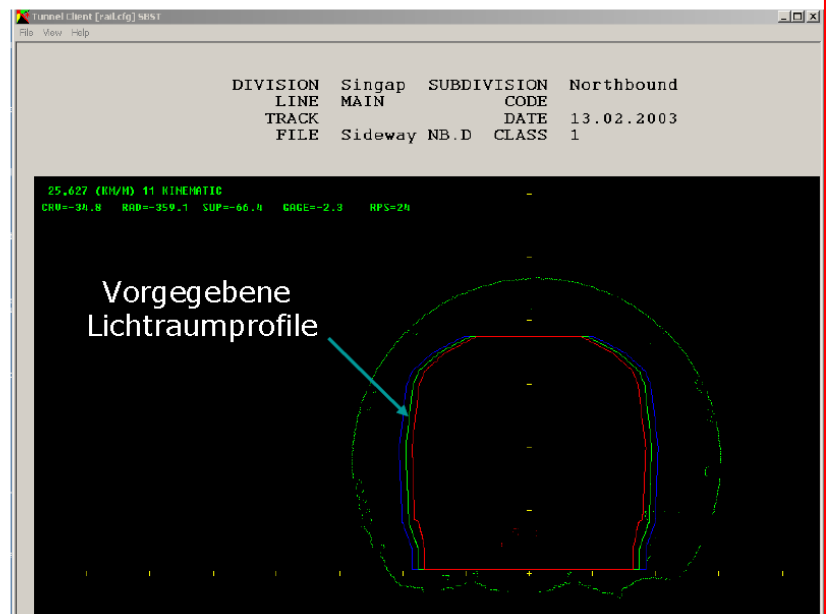 Tunnel Client [rail.cfg] SBST
File View Help
DIVISION Singap SUBDIVISION Northbound
LINE MAIN CODE
TRACK DATE 13.02.2003
FILE Sideway NB.D CLASS 1
25.627 (KM/M) 11 KINEMATIC
CRV=-34.8 RAD=-359.1 SUP=-66.4 GAGE=-2.3 RPS=24
Vorgegebene
Lichtraumprofile